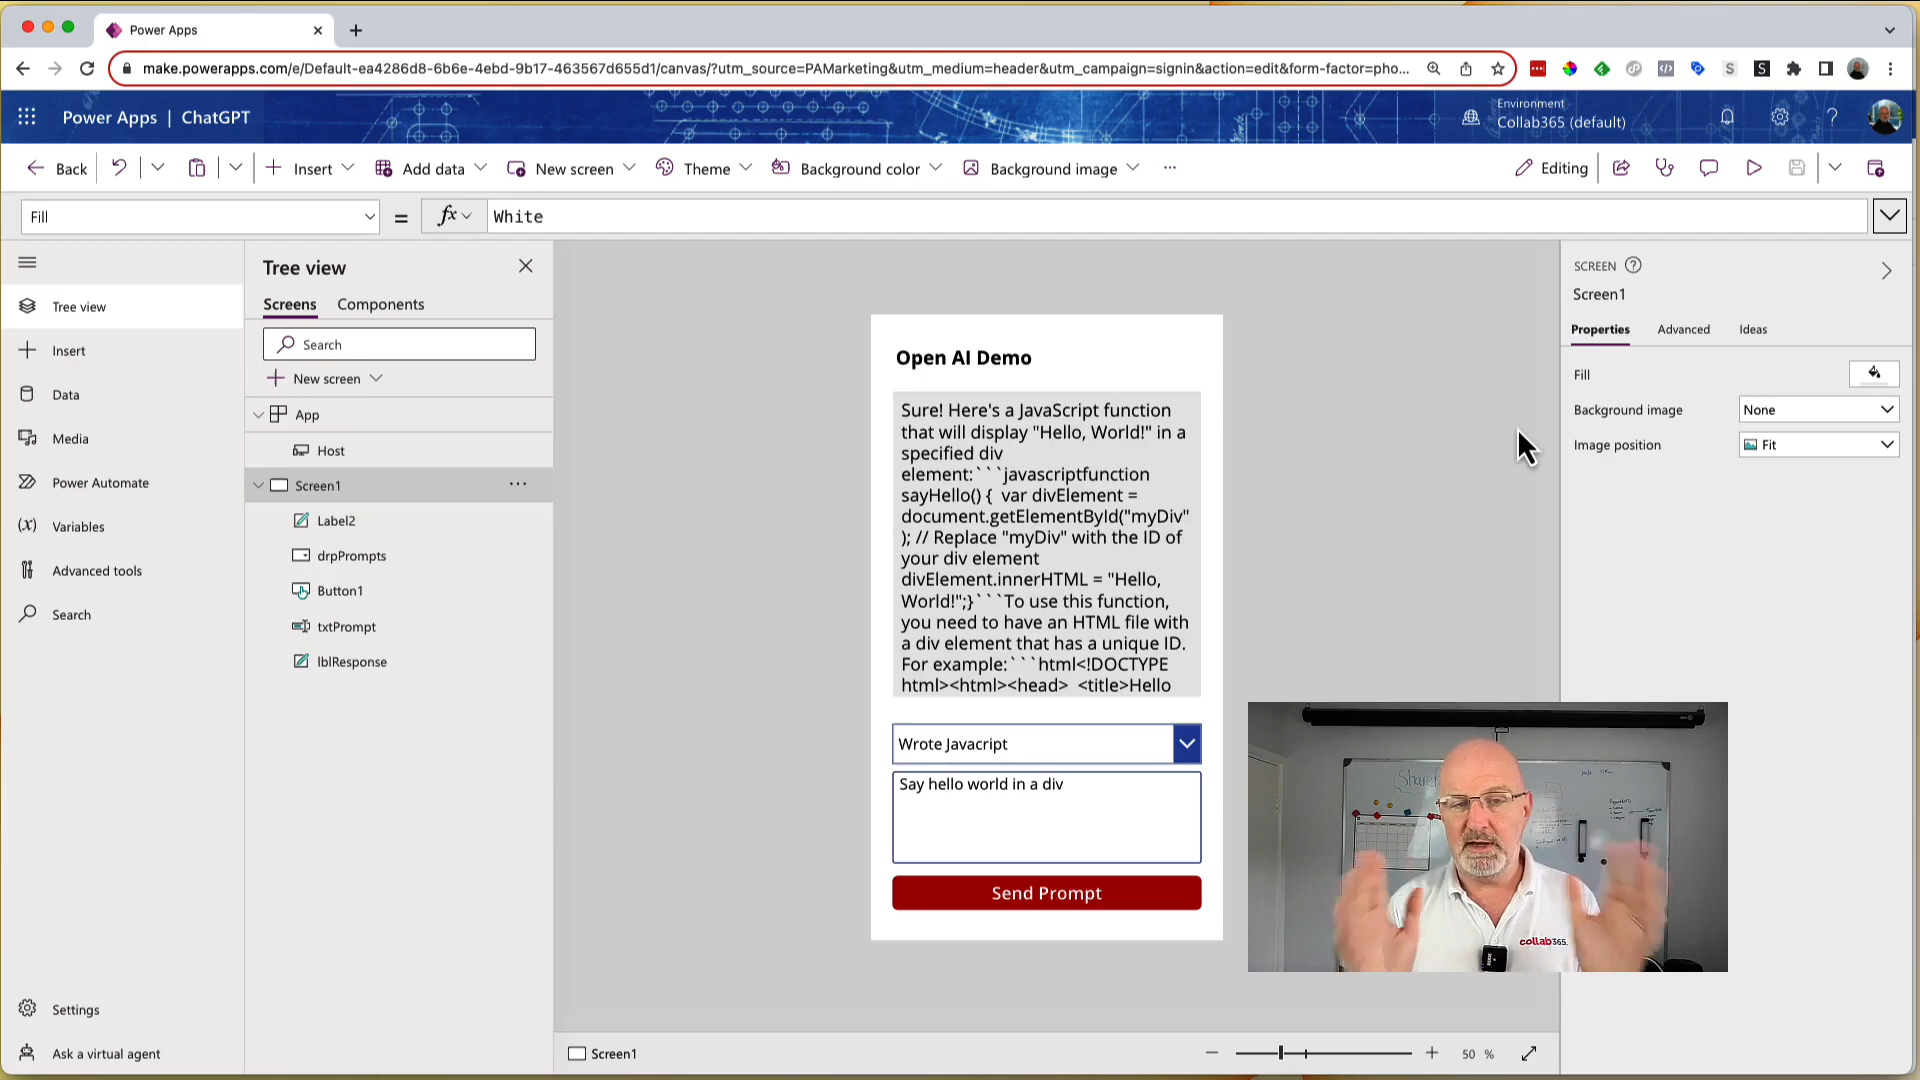 Power Apps
make.powerapps.com/e/Default-ea4286d8-6b6e-4ebd-9b17-463567d655d1/canvas/?utm_source=PAMarketing&utm_medium=header&utm_campaign=signin&action=edit&form-factor=pho...
Power Apps | ChatGPT
Environment
Collab365 (default)
Back
Insert
Add data
New screen
Theme
Background color
Background image
...
Editing
Fill
=
fx
White
Tree view
Insert
Data
Media
Power Automate
(x) Variables
Advanced tools
Search
Settings
Ask a virtual agent
Tree view
Screens
Components
Search
New screen
App
Host
Screen1
...
Label2
drpPrompts
Button1
txtPrompt
lblResponse
Open AI Demo
Sure! Here's a JavaScript function
that will display "Hello, World!" in a
specified div
element:```javascriptfunction
sayHello() {  var divElement =
document.getElementById("myDiv"
); // Replace "myDiv" with the ID of
your div element
divElement.innerHTML = "Hello,
World!";}```To use this function,
you need to have an HTML file with
a div element that has a unique ID.
For example:```html<!DOCTYPE
html><html><head>  <title>Hello
Wrote Javacript
Say hello world in a div
Send Prompt
Screen1
50 %
SCREEN
Screen1
Properties
Advanced
Ideas
Fill
Background image
None
Image position
Fit
collab365.